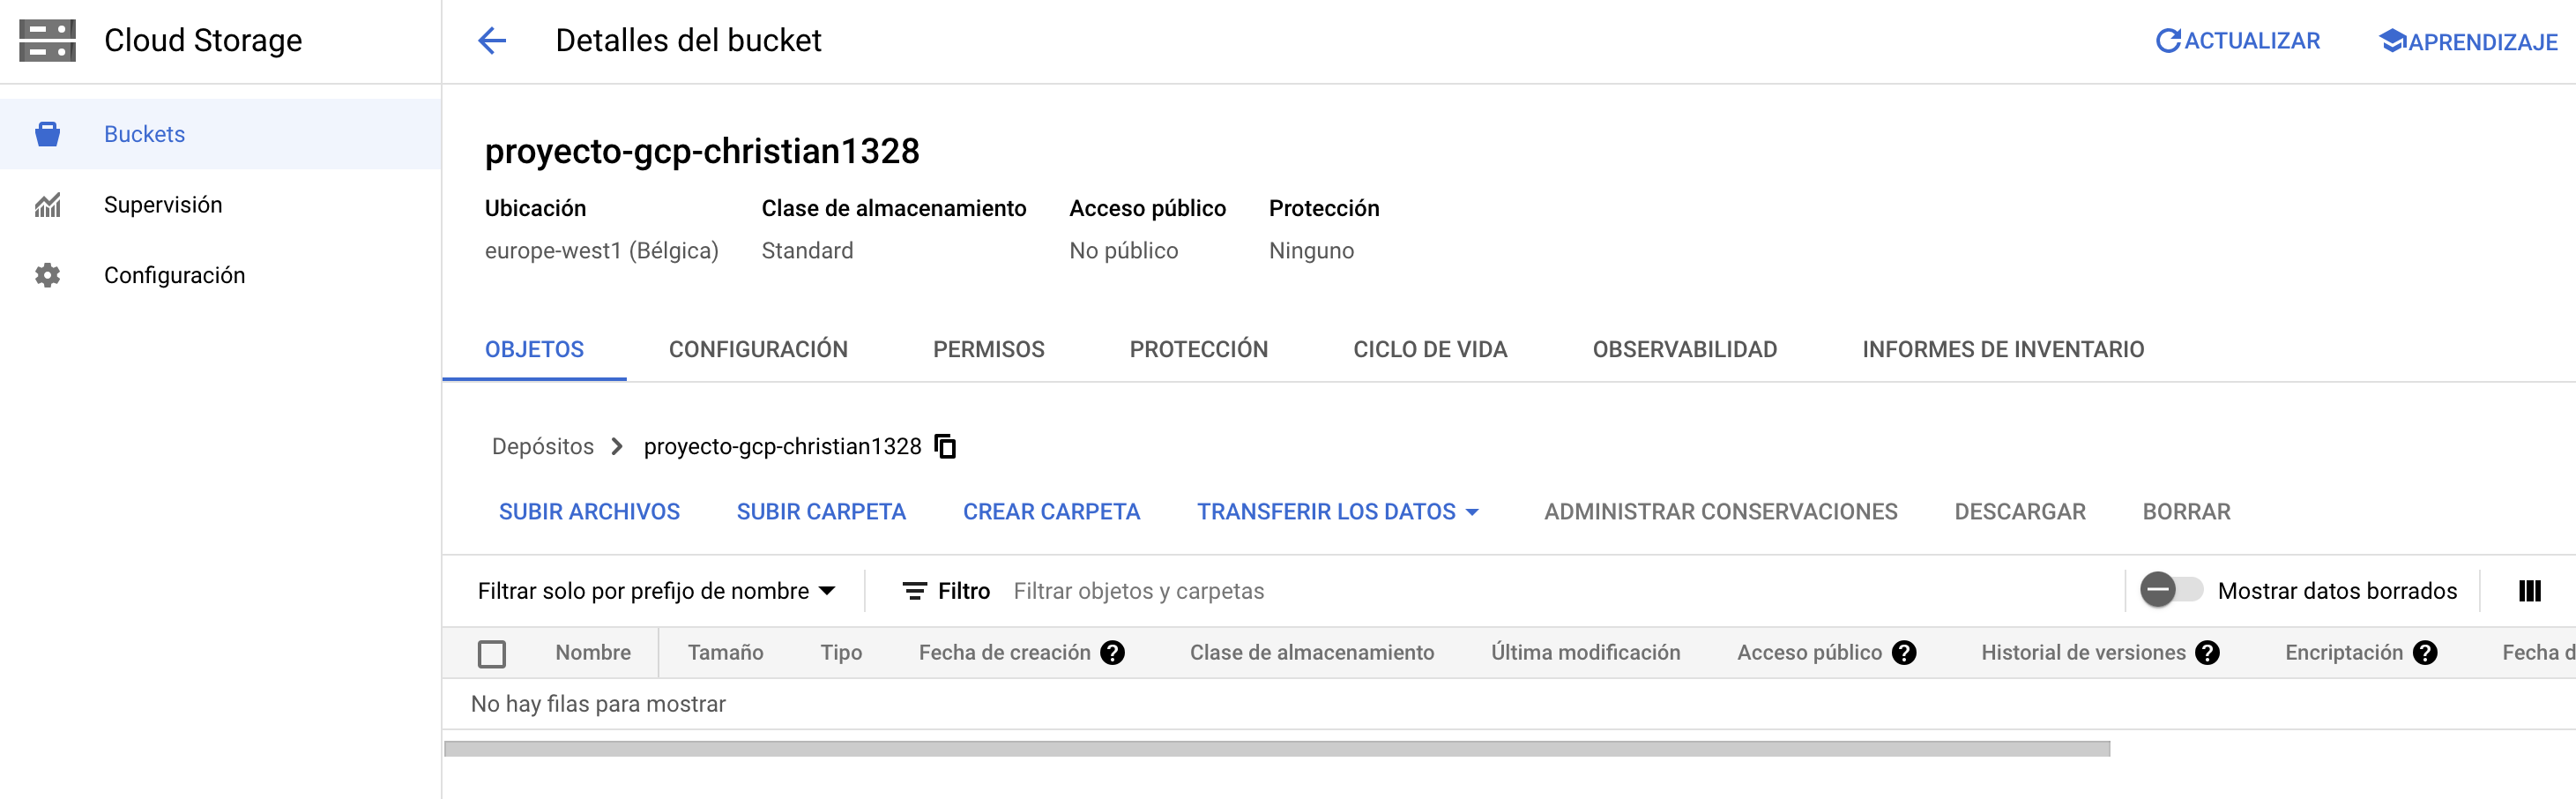 Cloud Storage
Detalles del bucket
ACTUALIZAR
APRENDIZAJE
Buckets
Supervisión
Configuración
proyecto-gcp-christian1328
Ubicación Clase de almacenamiento Acceso público Protección
europe-west1 (Bélgica) Standard No público Ninguno
OBJETOS CONFIGURACIÓN PERMISOS PROTECCIÓN CICLO DE VIDA OBSERVABILIDAD INFORMES DE INVENTARIO
Depósitos proyecto-gcp-christian1328
SUBIR ARCHIVOS SUBIR CARPETA CREAR CARPETA TRANSFERIR LOS DATOS ADMINISTRAR CONSERVACIONES DESCARGAR BORRAR
Filtrar solo por prefijo de nombre Filtro Filtrar objetos y carpetas Mostrar datos borrados
Nombre Tamaño Tipo Fecha de creación Clase de almacenamiento Última modificación Acceso público Historial de versiones Encriptación Fecha d
No hay filas para mostrar